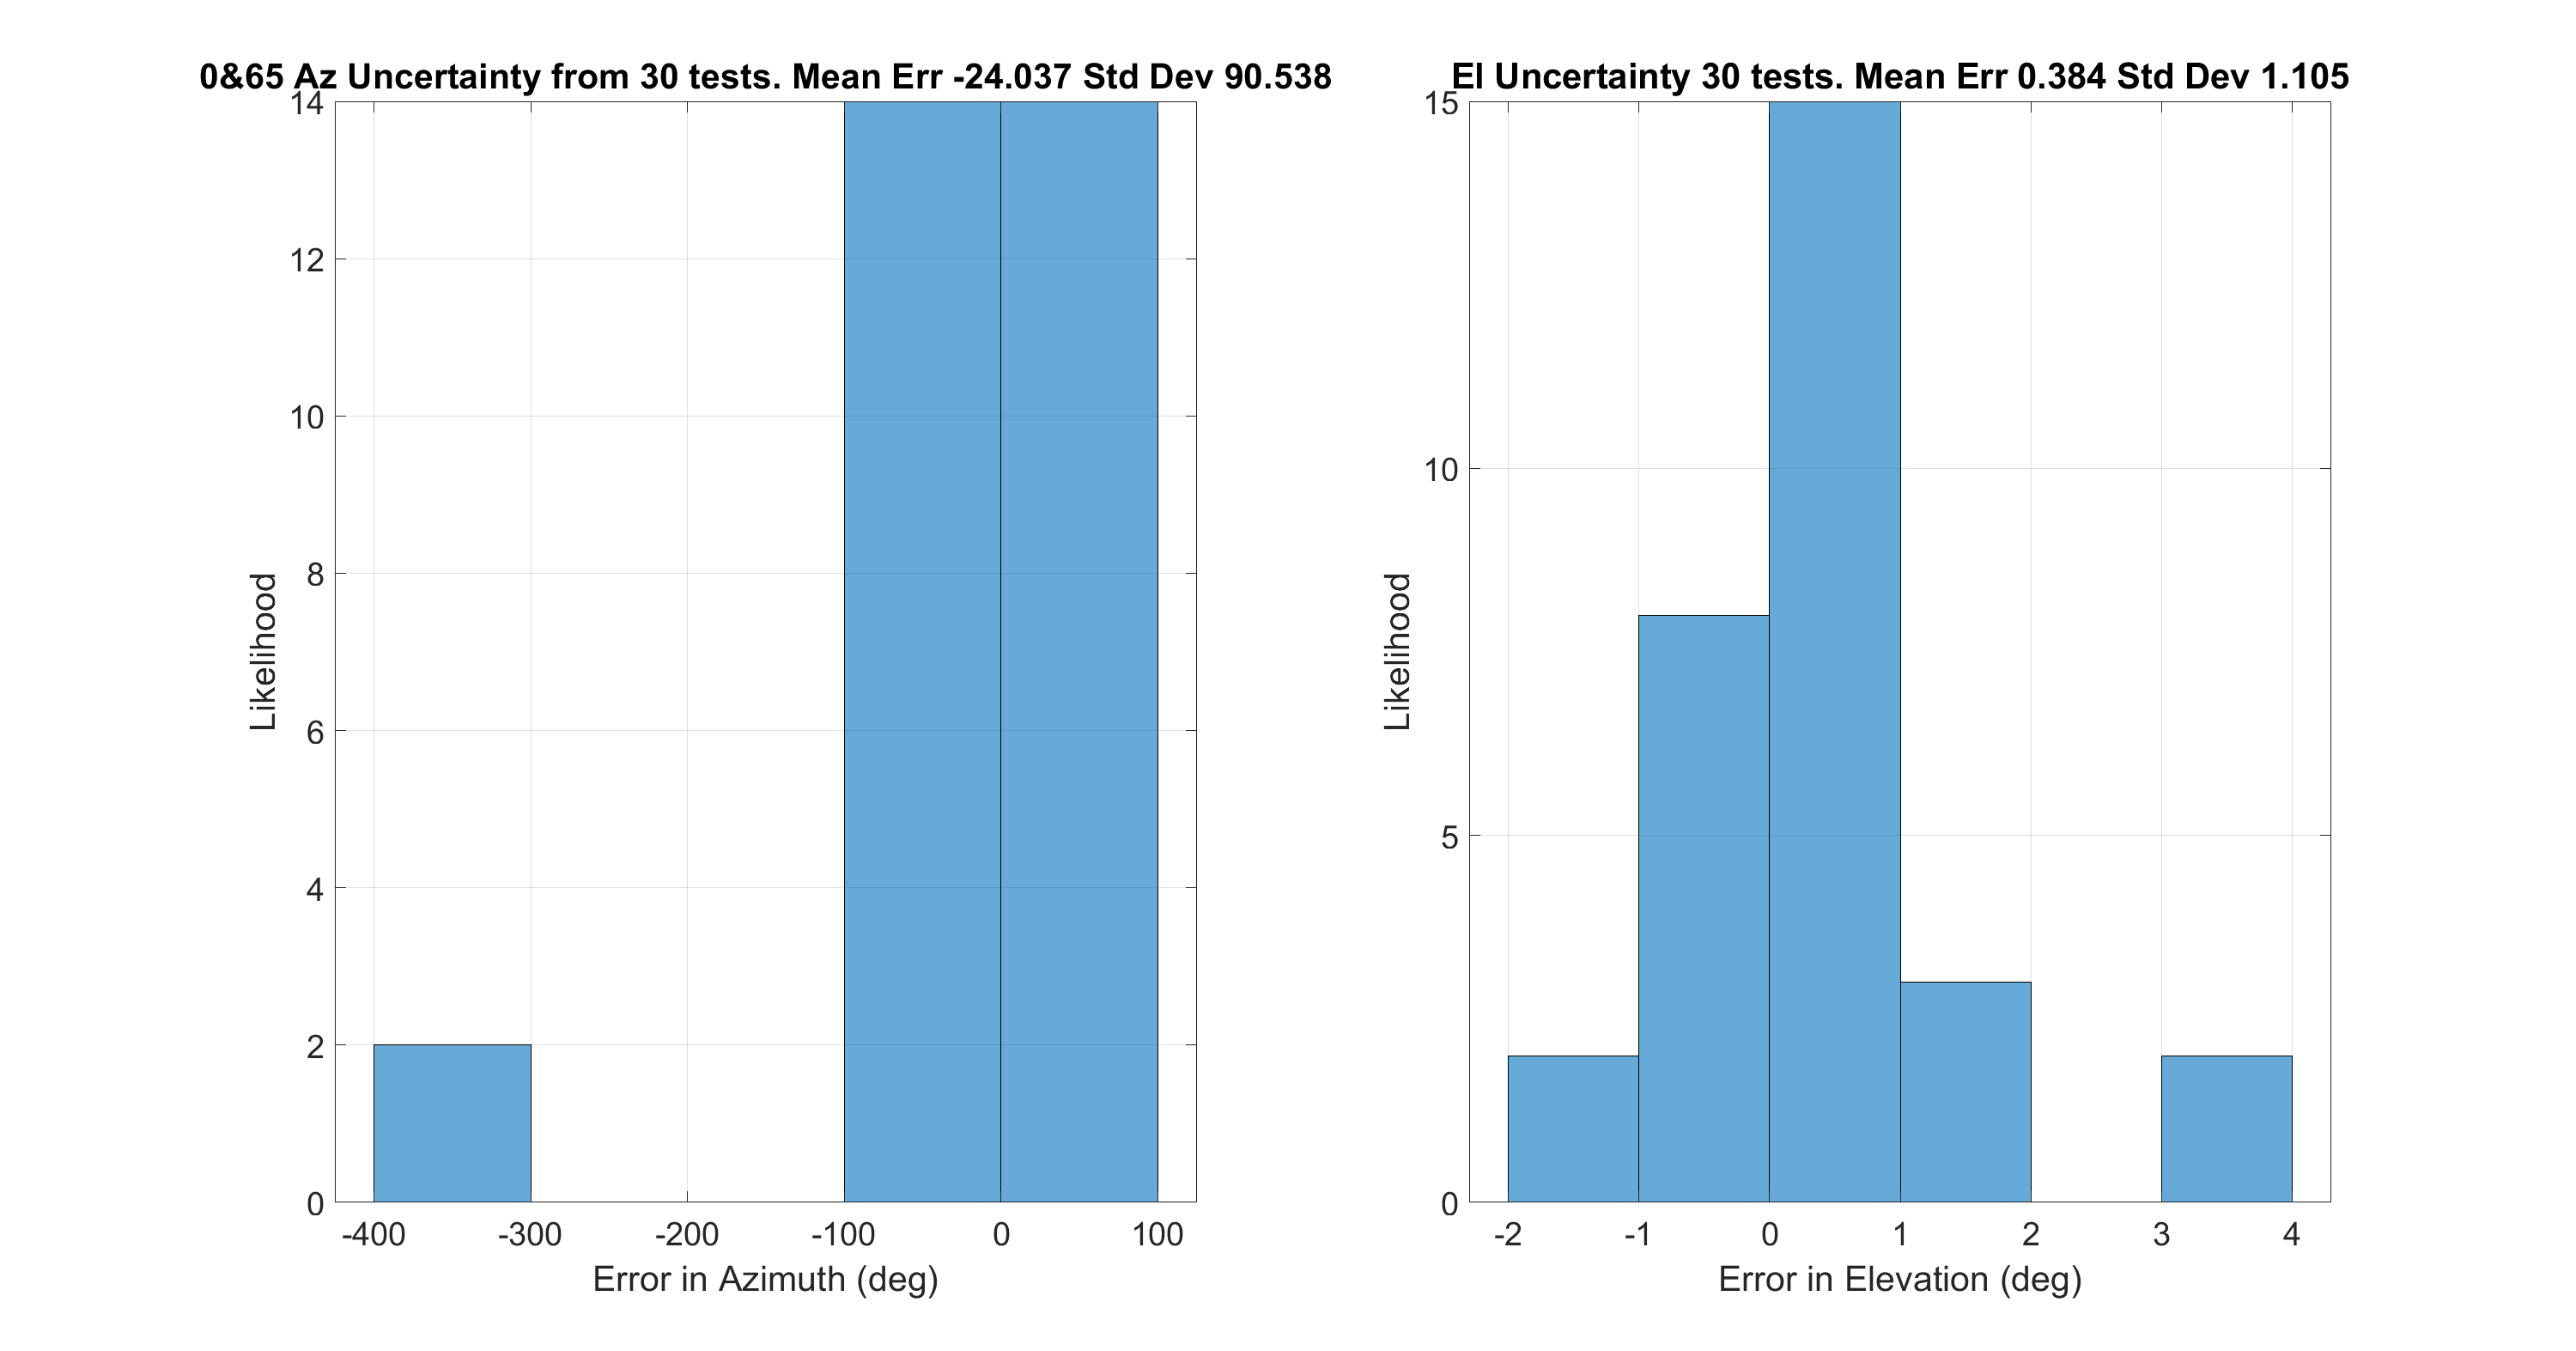 0&65 Az Uncertainty from 30 tests. Mean Err -24.037 Std Dev 90.538
14
12
10
8
6
4
2
0
Likelihood
-400 -300 -200 -100 0 100
Error in Azimuth (deg)
El Uncertainty 30 tests. Mean Err 0.384 Std Dev 1.105
15
10
5
0
Likelihood
-2 -1 0 1 2 3 4
Error in Elevation (deg)